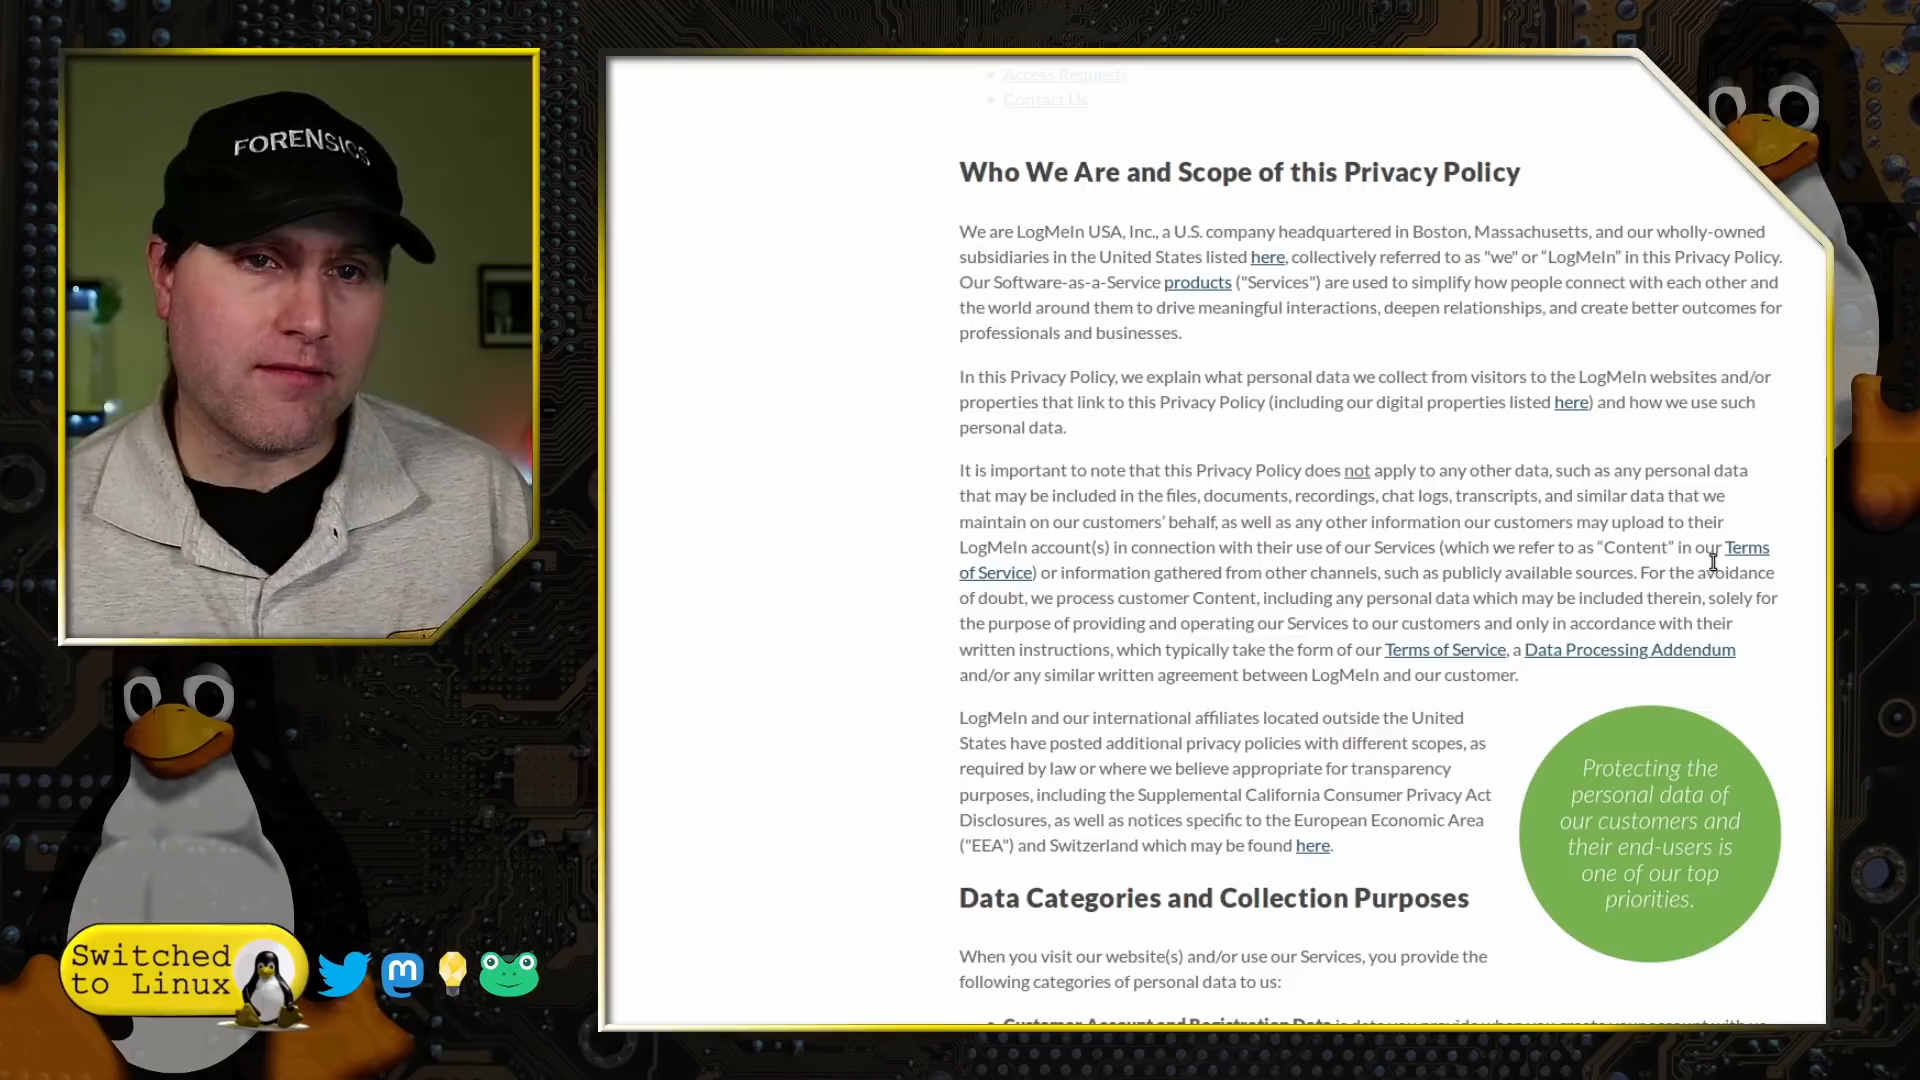 FORENSICS
Access Requests
Contact Us
Who We Are and Scope of this Privacy Policy
We are LogMeIn USA, Inc., a U.S. company headquartered in Boston, Massachusetts, and our wholly-owned
subsidiaries in the United States listed here, collectively referred to as "we" or “LogMeIn” in this Privacy Policy.
Our Software-as-a-Service products ("Services") are used to simplify how people connect with each other and
the world around them to drive meaningful interactions, deepen relationships, and create better outcomes for
professionals and businesses.
In this Privacy Policy, we explain what personal data we collect from visitors to the LogMeIn websites and/or
properties that link to this Privacy Policy (including our digital properties listed here) and how we use such
personal data.
It is important to note that this Privacy Policy does not apply to any other data, such as any personal data
that may be included in the files, documents, recordings, chat logs, transcripts, and similar data that we
maintain on our customers’ behalf, as well as any other information our customers may upload to their
LogMeIn account(s) in connection with their use of our Services (which we refer to as “Content” in our Terms
of Service) or information gathered from other channels, such as publicly available sources. For the avoidance
of doubt, we process customer Content, including any personal data which may be included therein, solely for
the purpose of providing and operating our Services to our customers and only in accordance with their
written instructions, which typically take the form of our Terms of Service, a Data Processing Addendum
and/or any similar written agreement between LogMeIn and our customer.
LogMeIn and our international affiliates located outside the United
States have posted additional privacy policies with different scopes, as
required by law or where we believe appropriate for transparency
purposes, including the Supplemental California Consumer Privacy Act
Disclosures, as well as notices specific to the European Economic Area
("EEA") and Switzerland which may be found here.
Protecting the
personal data of
our customers and
their end-users is
one of our top
priorities.
Data Categories and Collection Purposes
When you visit our website(s) and/or use our Services, you provide the
following categories of personal data to us:
Customer Account and Registration Data is data you provide when you create your account with us
Switched
to Linux